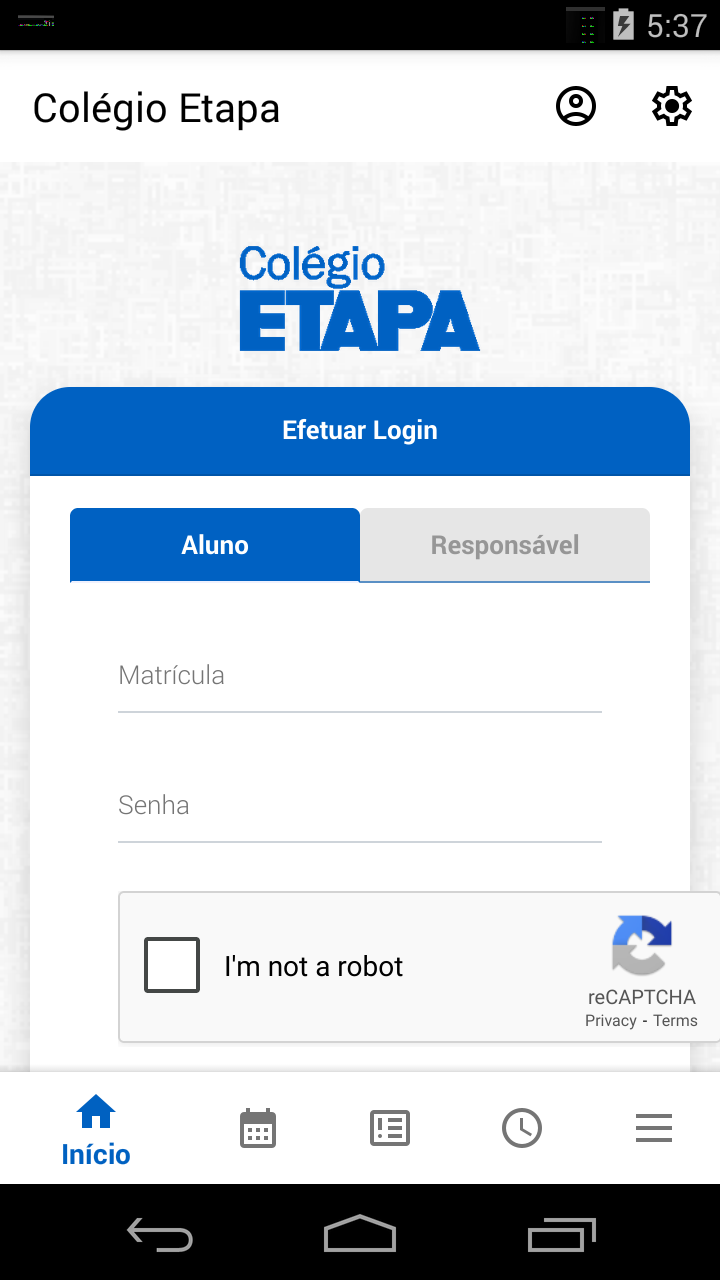 5:37
Colégio Etapa
Colégio
ETAPA
Efetuar Login
Aluno
Responsável
Matrícula
Senha
I'm not a robot
reCAPTCHA
Privacy - Terms
Início